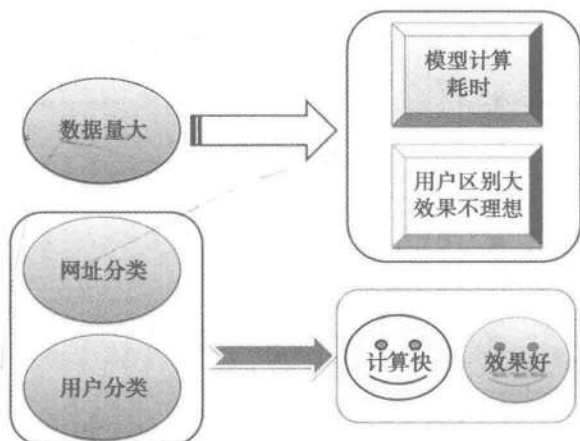 数据量大
模型计算
耗时
用户区别大
效果不理想
网址分类
用户分类
计算快
效果好